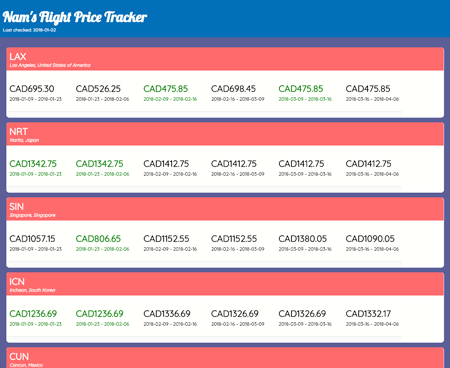 Nam's Flight Price Tracker
Last checked: 2018-01-02
LAX
Los Angeles, United States of America
CAD695.30 CAD526.25 CAD475.85 CAD698.45 CAD475.85 CAD475.85
2018-01-09 - 2018-01-23 2018-01-23 - 2018-02-06 2018-02-09 - 2018-02-16 2018-02-16 - 2018-03-09 2018-03-09 - 2018-03-16 2018-03-16 - 2018-04-06
NRT
Narita, Japan
CAD1342.75 CAD1342.75 CAD1412.75 CAD1412.75 CAD1412.75 CAD1412.75
2018-01-09 - 2018-01-23 2018-01-23 - 2018-02-06 2018-02-09 - 2018-02-16 2018-02-16 - 2018-03-09 2018-03-09 - 2018-03-16 2018-03-16 - 2018-04-06
SIN
Singapore, Singapore
CAD1057.15 CAD806.65 CAD1152.55 CAD1152.55 CAD1380.05 CAD1090.05
2018-01-09 - 2018-01-23 2018-01-23 - 2018-02-06 2018-02-09 - 2018-02-16 2018-02-16 - 2018-03-09 2018-03-09 - 2018-03-16 2018-03-16 - 2018-04-06
ICN
Incheon, South Korea
CAD1236.69 CAD1236.69 CAD1336.69 CAD1326.69 CAD1326.69 CAD1332.17
2018-01-09 - 2018-01-23 2018-01-23 - 2018-02-06 2018-02-09 - 2018-02-16 2018-02-16 - 2018-03-09 2018-03-09 - 2018-03-16 2018-03-16 - 2018-04-06
CUN
Cancun, Mexico